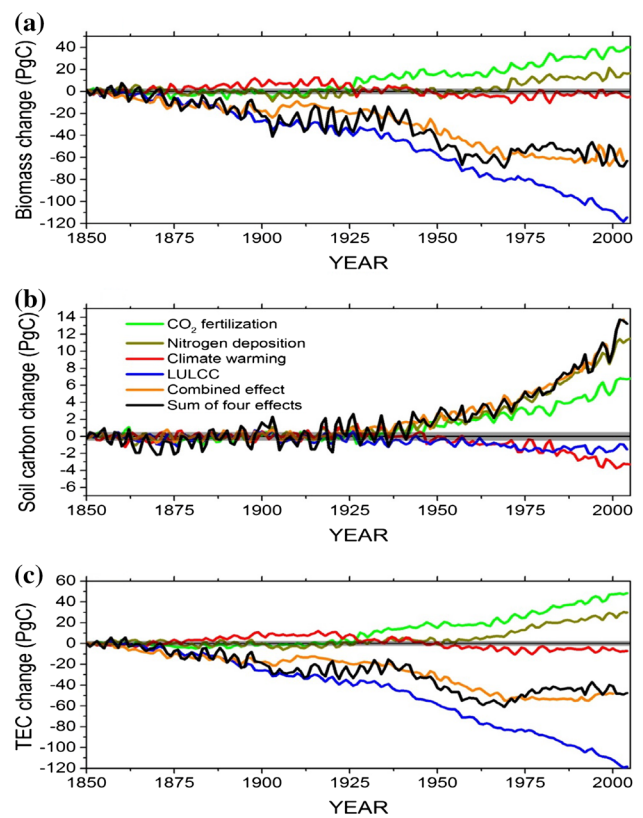 (a)
Biomass change (PgC)
40
20
0
-20
-40
-60
-80
-100
-120
1850 1875 1900 1925 1950 1975 2000
YEAR
(b)
Soil carbon change (PgC)
14
12
10
8
6
4
2
0
-2
-4
-6
CO₂ fertilization
Nitrogen deposition
Climate warming
LULCC
Combined effect
Sum of four effects
1850 1875 1900 1925 1950 1975 2000
YEAR
(c)
TEC change (PgC)
60
40
20
0
-20
-40
-60
-80
-100
-120
1850 1875 1900 1925 1950 1975 2000
YEAR